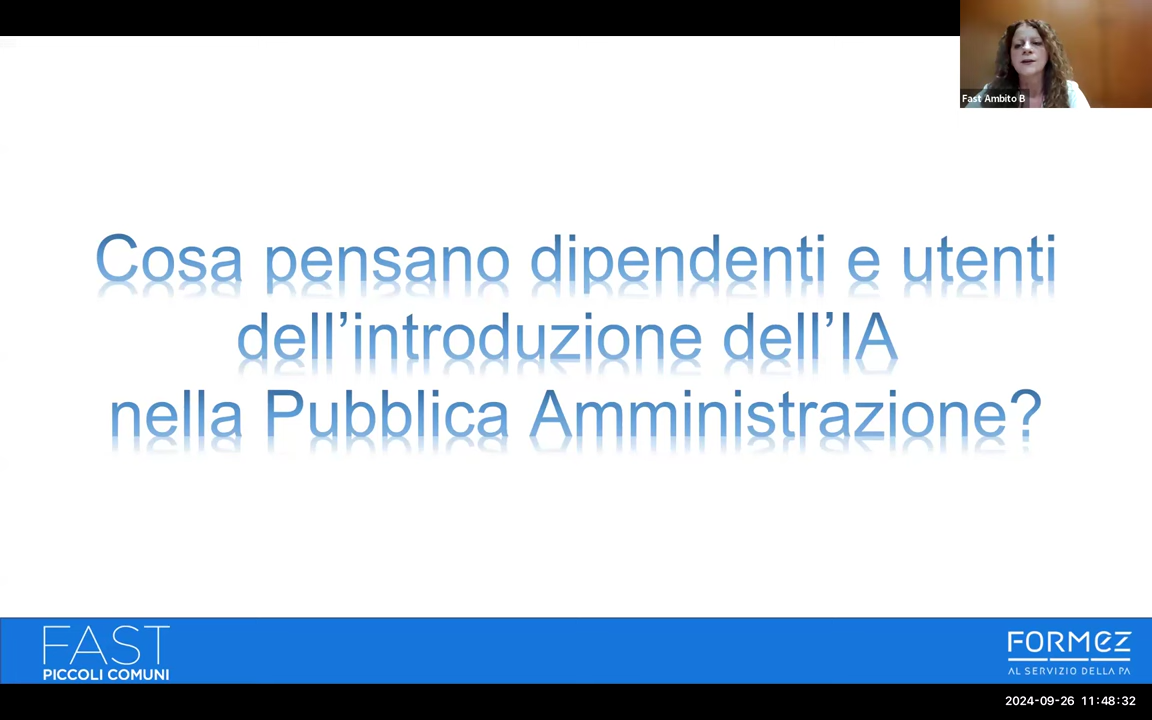 Fast Ambito B
Cosa pensano dipendenti e utenti
dell’introduzione dell’IA
nella Pubblica Amministrazione?
FAST
PICCOLI COMUNI
FORMEZ
AL SERVIZIO DELLA PA
2024-09-26 11:48:32